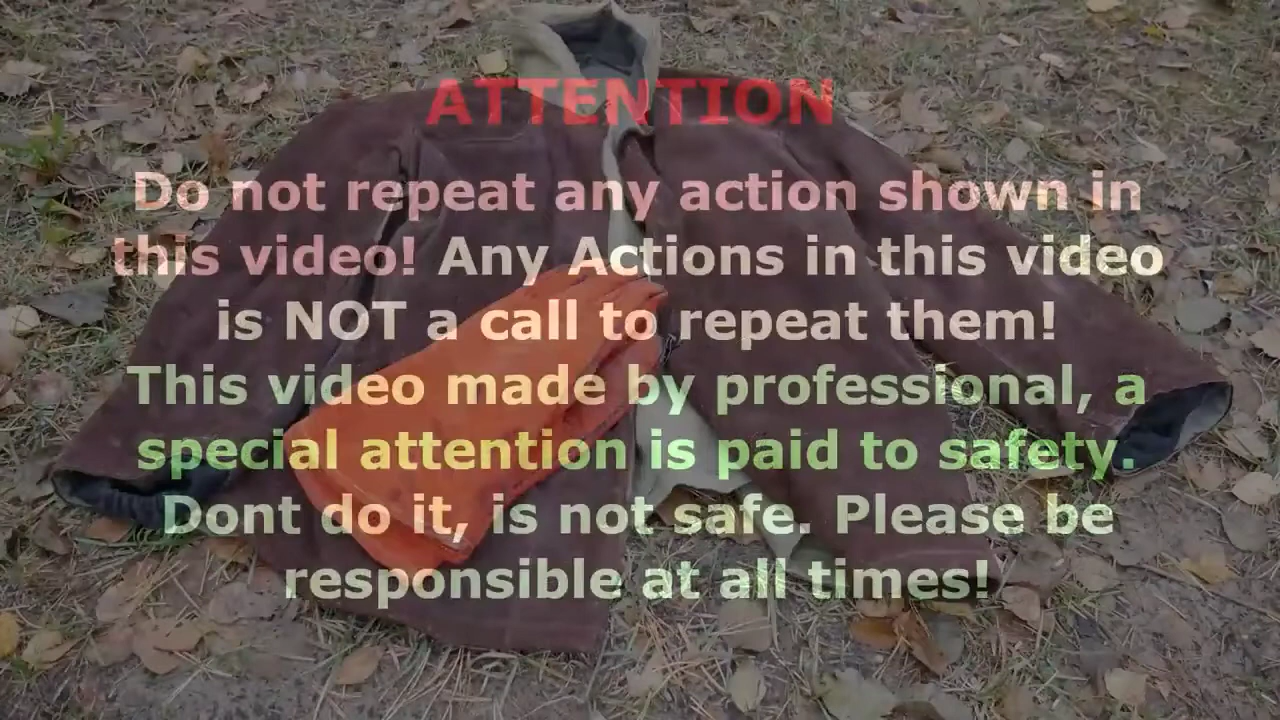 ATTENTION
Do not repeat any action shown in
this video! Any Actions in this video
is NOT a call to repeat them!
This video made by professional, a
special attention is paid to safety.
Dont do it, is not safe. Please be
responsible at all times!